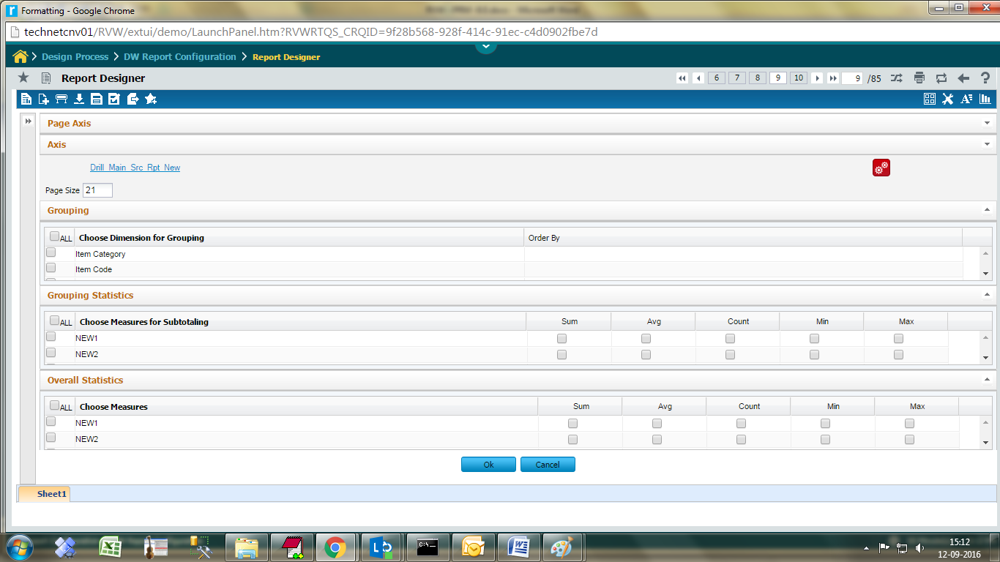 Formatting - Google Chrome
technetcnv01/RVW/extui/demo/LaunchPanel.htm?RVWRTQS_CRQID=9f28b568-928f-414c-91ec-c4d0902fbe7d
Design Process > DW Report Configuration > Report Designer
Report Designer 6 7 8 9 10 9 /85
Page Axis
Axis
Drill_Main_Src_Rpt_New
Page Size 21
Grouping
ALL Choose Dimension for Grouping Order By
Item Category
Item Code
Grouping Statistics
ALL Choose Measures for Subtotaling Sum Avg Count Min Max
NEW1
NEW2
Overall Statistics
ALL Choose Measures Sum Avg Count Min Max
NEW1
NEW2
Ok Cancel
Sheet1
15:12
12-09-2016